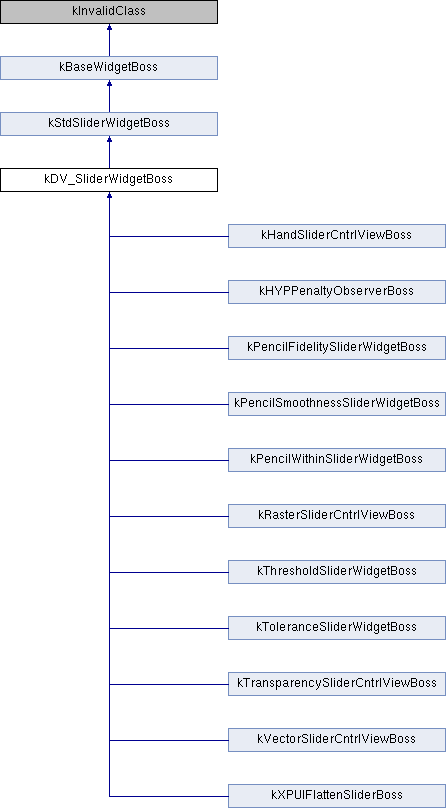 kInvalidClass
kBaseWidgetBoss
kStdSliderWidgetBoss
kDV_SliderWidgetBoss
kHandSliderCntrlViewBoss
kHYPPenaltyObserverBoss
kPencilFidelitySliderWidgetBoss
kPencilSmoothnessSliderWidgetBoss
kPencilWithinSliderWidgetBoss
kRasterSliderCntrlViewBoss
kThresholdSliderWidgetBoss
kToleranceSliderWidgetBoss
kTransparencySliderCntrlViewBoss
kVectorSliderCntrlViewBoss
kXPUIFlattenSliderBoss